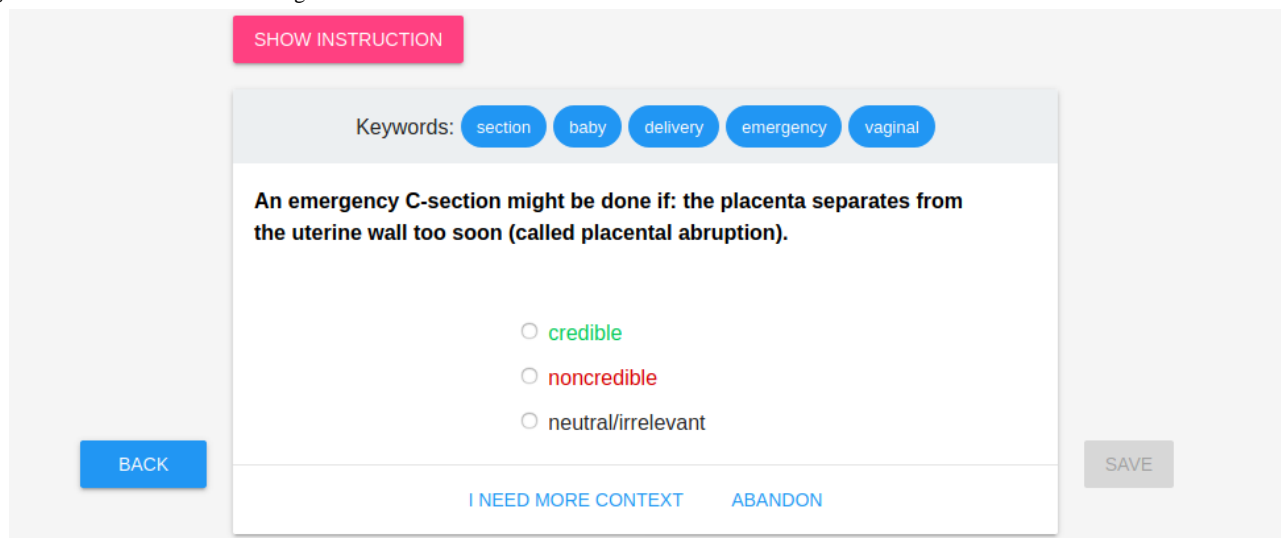 SHOW INSTRUCTION
Keywords: section baby delivery emergency vaginal
An emergency C-section might be done if: the placenta separates from
the uterine wall too soon (called placental abruption).
credible
noncredible
neutral/irrelevant
BACK
SAVE
I NEED MORE CONTEXT ABANDON